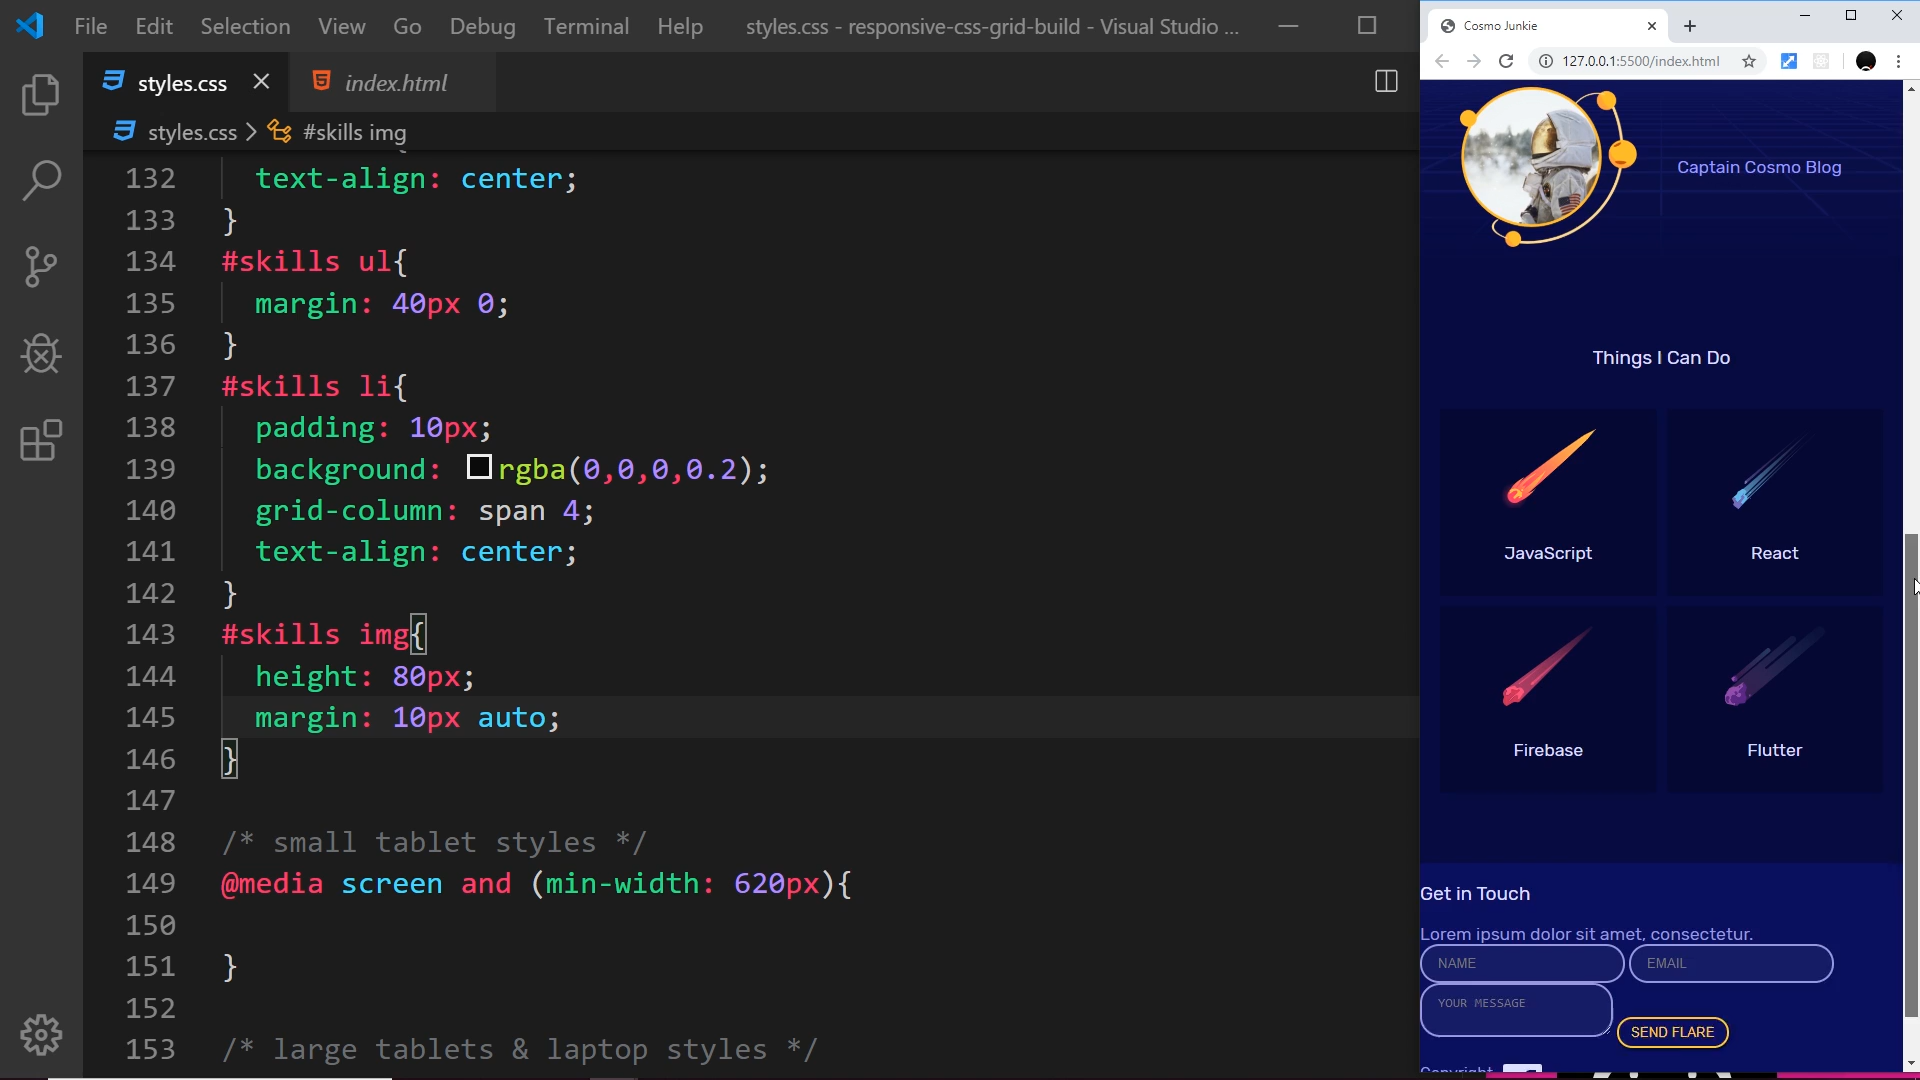 File Edit Selection View Go Debug Terminal Help styles.css - responsive-css-grid-build - Visual Studio ...
styles.css index.html
styles.css > #skills img
132 text-align: center;
133 }
134 #skills ul{
135 margin: 40px 0;
136 }
137 #skills li{
138 padding: 10px;
139 background: rgba(0,0,0,0.2);
140 grid-column: span 4;
141 text-align: center;
142 }
143 #skills img{
144 height: 80px;
145 margin: 10px auto;
146 }
147
148 /* small tablet styles */
149 @media screen and (min-width: 620px){
150
151 }
152
153 /* large tablets & laptop styles */
Cosmo Junkie
127.0.0.1:5500/index.html
Captain Cosmo Blog
Things I Can Do
JavaScript React
Firebase Flutter
Get in Touch
Lorem ipsum dolor sit amet, consectetur.
NAME EMAIL
YOUR MESSAGE
SEND FLARE
Copyright